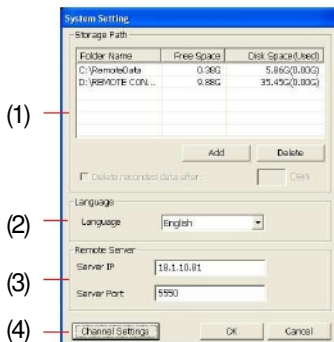 System Setting
Storage Path
Folder Name Free Space Disk Space(Used)
C:\RemoteData 0.38G 5.86G(0.00G)
D:\REMOTE CON... 9.88G 35.45G(0.00G)
(1)
Add Delete
Delete recorded data after: Days
Language
(2) Language English
Remote Server
Server IP 10.1.10.81
(3)
Server Port 5550
(4) Channel Settings OK Cancel